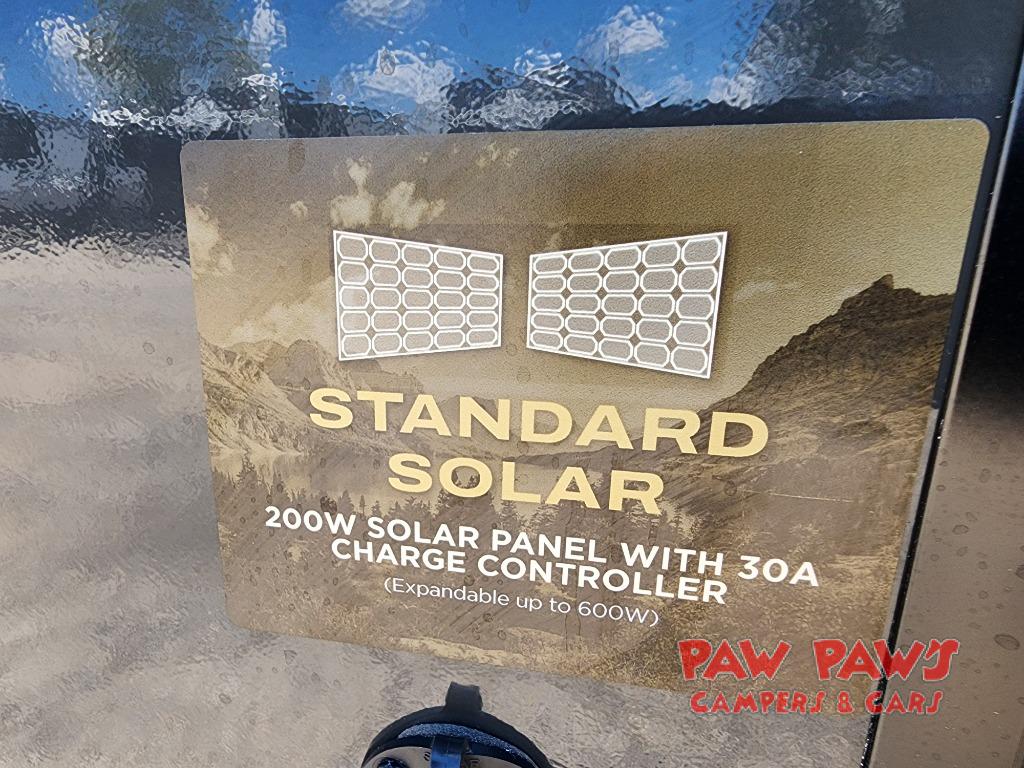 STANDARD
SOLAR
200W SOLAR PANEL WITH 30A
CHARGE CONTROLLER
(Expandable up to 600W)
PAW PAW'S
CAMPERS & CARS